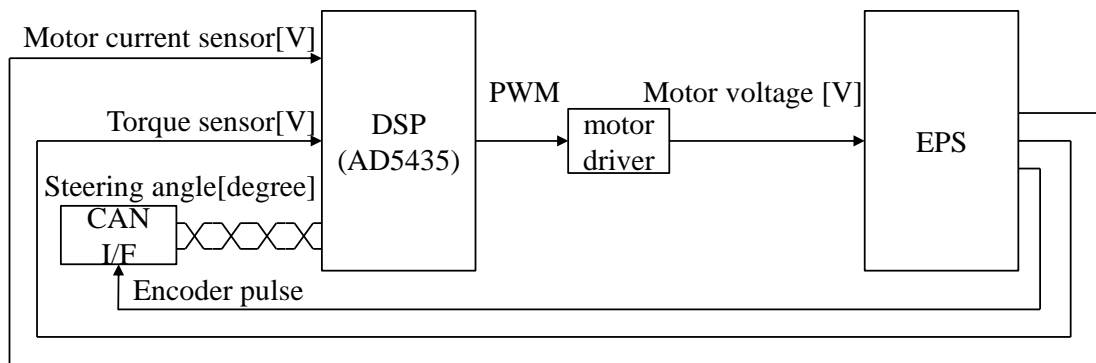 Motor current sensor[V]
Torque sensor[V]
Steering angle[degree]
CAN
I/F
Encoder pulse
DSP
(AD5435)
PWM
motor
driver
Motor voltage [V]
EPS